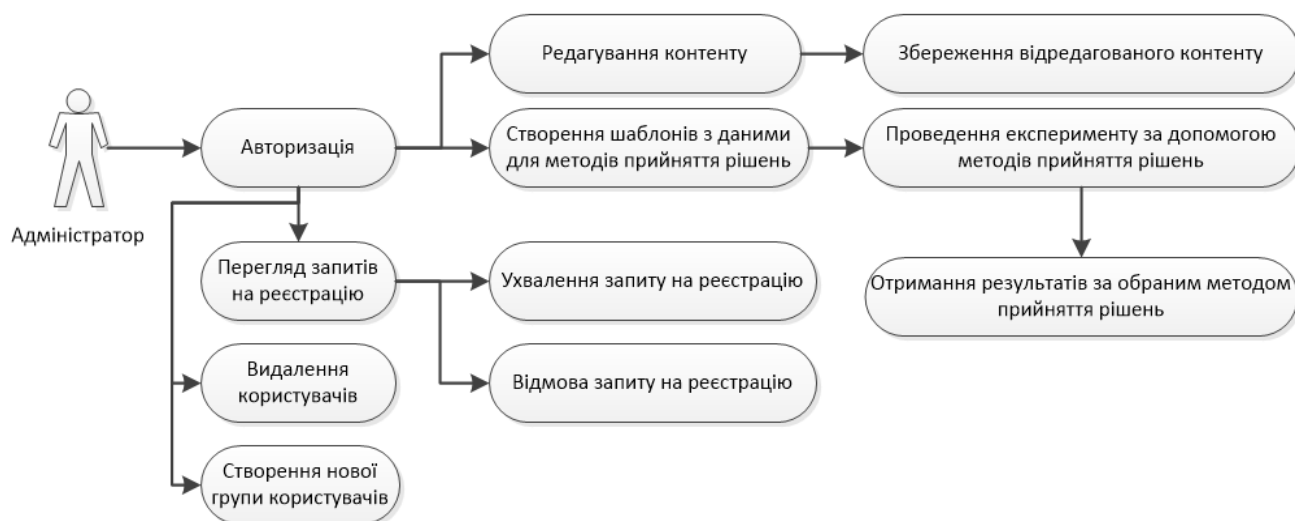 Редагування контенту
Збереження відредагованого контенту
Авторизація
Створення шаблонів з даними
для методів прийняття рішень
Проведення експерименту за допомогою
методів прийняття рішень
Адміністратор
Перегляд запитів
на реєстрацію
Ухвалення запиту на реєстрацію
Отримання результатів за обраним методом
прийняття рішень
Видалення
користувачів
Відмова запиту на реєстрацію
Створення нової
групи користувачів